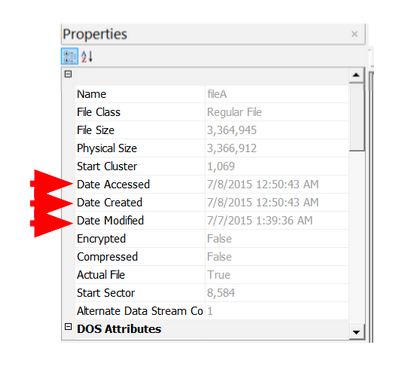 Properties
Name fileA
File Class Regular File
File Size 3,364,945
Physical Size 3,366,912
Start Cluster 1,069
Date Accessed 7/8/2015 12:50:43 AM
Date Created 7/8/2015 12:50:43 AM
Date Modified 7/7/2015 1:39:36 AM
Encrypted False
Compressed False
Actual File True
Start Sector 8,584
Alternate Data Stream Co 1
DOS Attributes